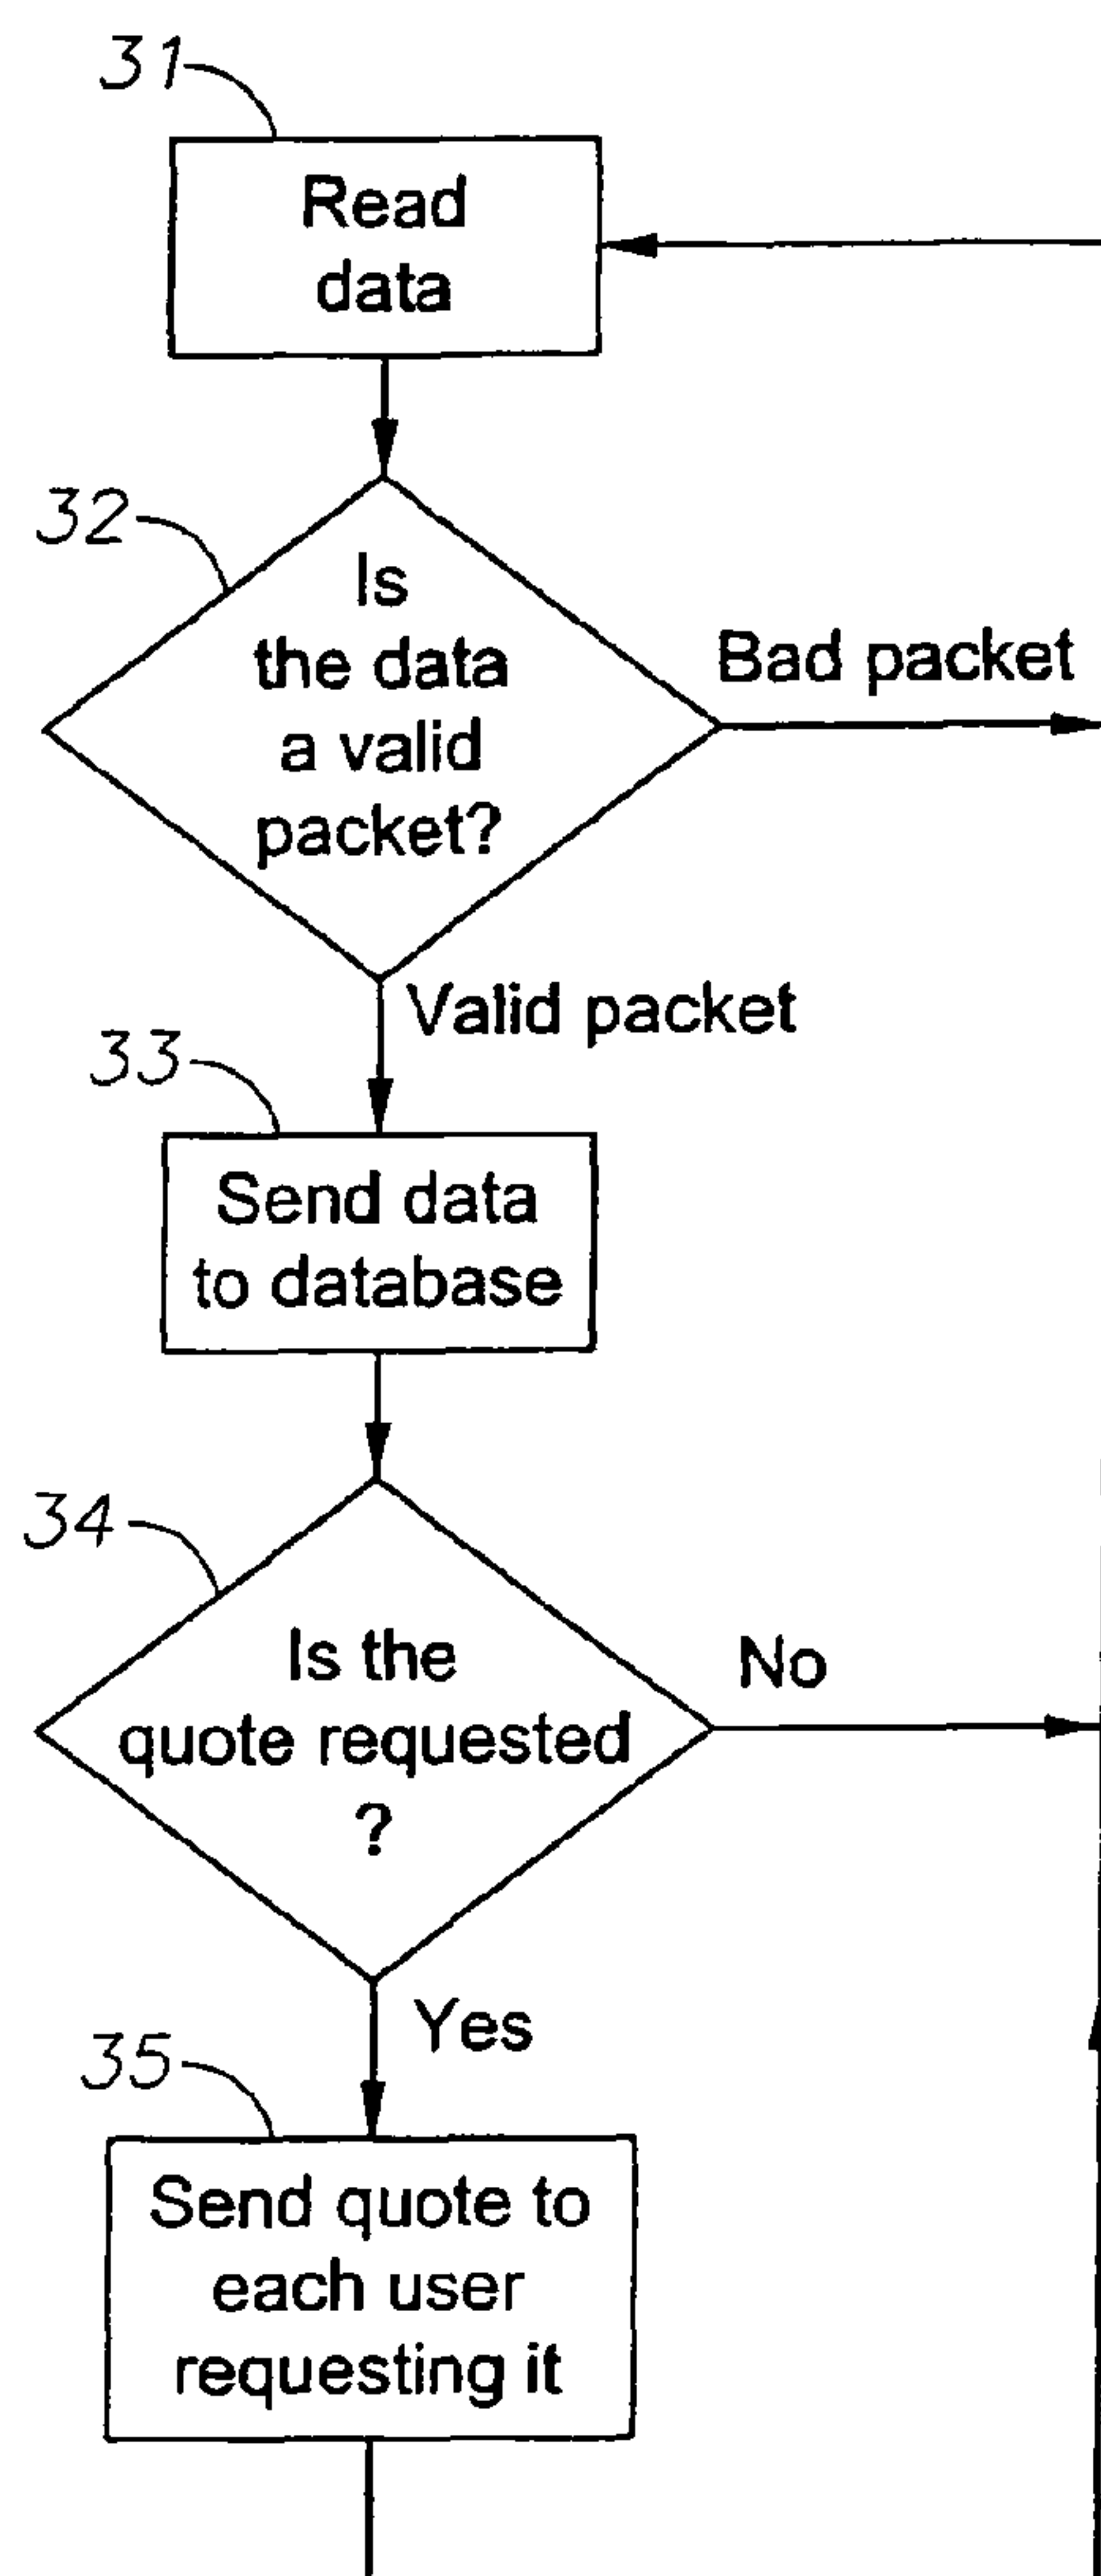 31
Read
data
32
Is
the data
a valid
packet?
Bad packet
Valid packet
33
Send data
to database
34
Is the
quote requested
?
No
Yes
35
Send quote to
each user
requesting it